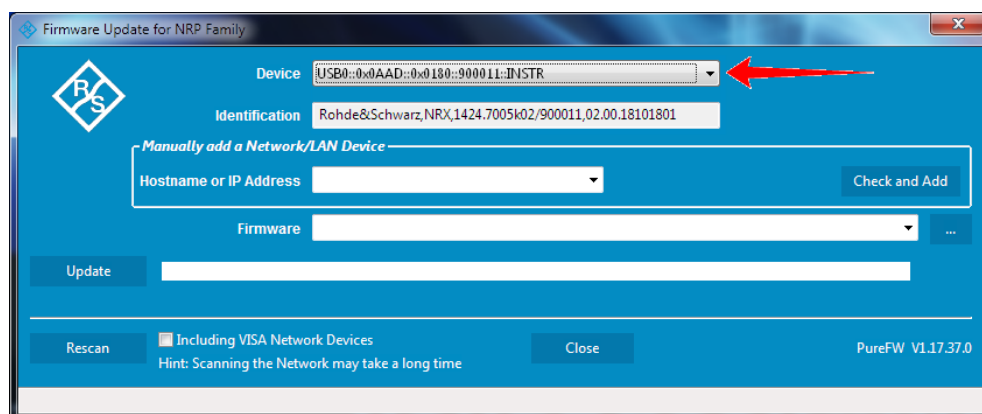 Firmware Update for NRP Family
R&S
Device
USB0::0x0AAD::0x0180::900011::INSTR
Identification
Rohde&Schwarz,NRX,1424.7005k02/900011,02.00.18101801
Manually add a Network/LAN Device
Hostname or IP Address
Check and Add
Firmware
...
Update
Rescan
Including VISA Network Devices
Hint: Scanning the Network may take a long time
Close
PureFW V1.17.37.0